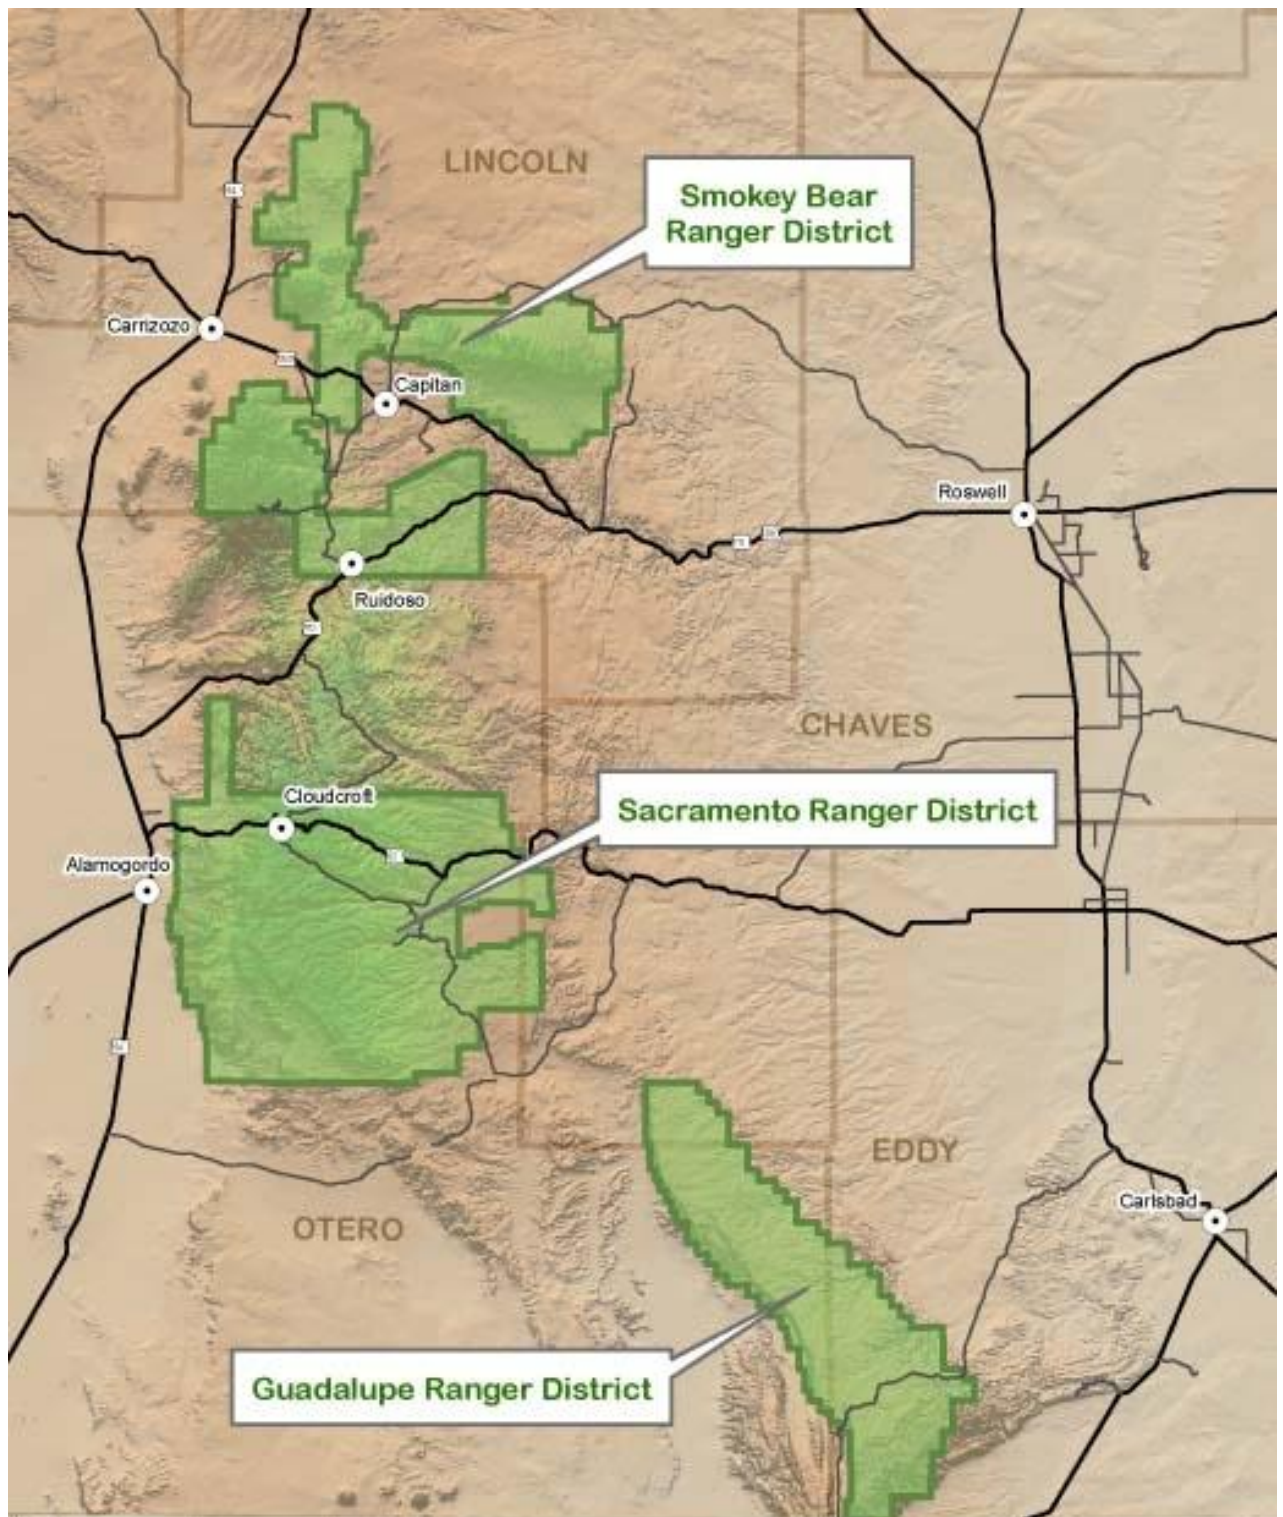 LINCOLN
Smokey Bear
Ranger District
Carrizozo
Capitan
Roswell
Ruidoso
CHAVES
Cloudcroft
Sacramento Ranger District
Alamogordo
EDDY
Carlsbad
OTERO
Guadalupe Ranger District